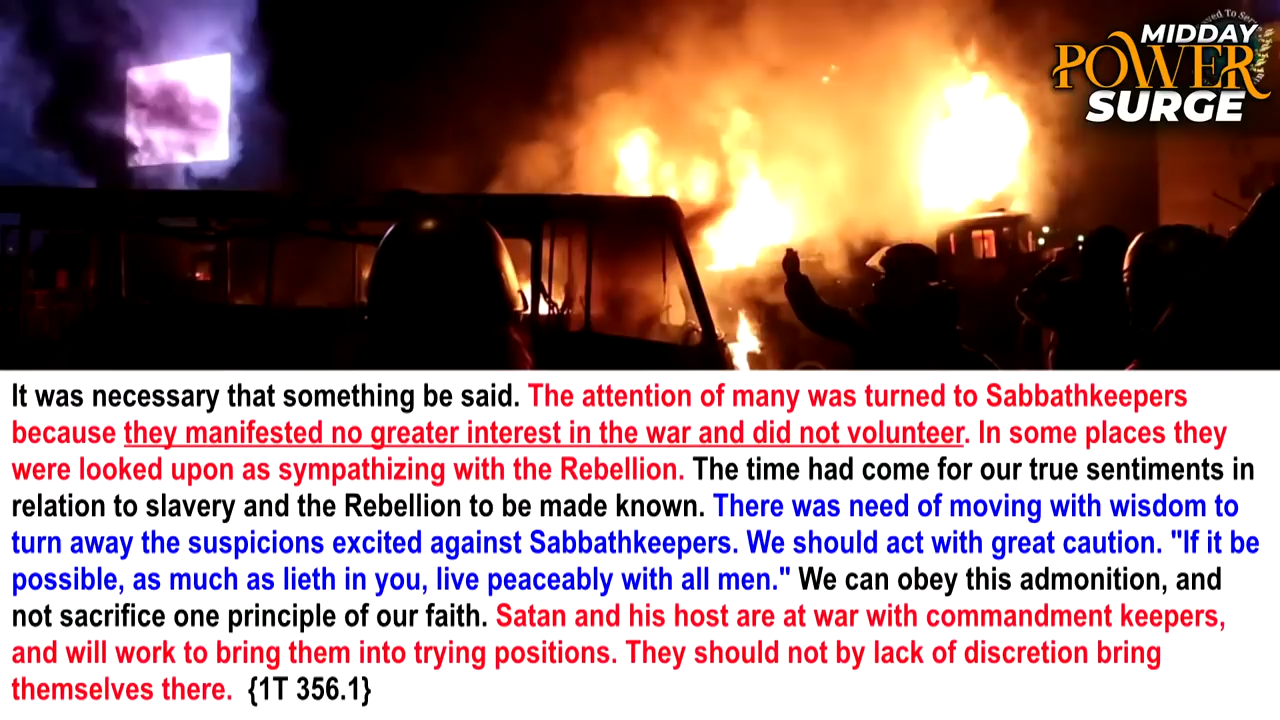 MIDDAY
POWER
SURGE
It was necessary that something be said. The attention of many was turned to Sabbathkeepers
because they manifested no greater interest in the war and did not volunteer. In some places they
were looked upon as sympathizing with the Rebellion. The time had come for our true sentiments in
relation to slavery and the Rebellion to be made known. There was need of moving with wisdom to
turn away the suspicions excited against Sabbathkeepers. We should act with great caution. "If it be
possible, as much as lieth in you, live peaceably with all men." We can obey this admonition, and
not sacrifice one principle of our faith. Satan and his host are at war with commandment keepers,
and will work to bring them into trying positions. They should not by lack of discretion bring
themselves there. {1T 356.1}